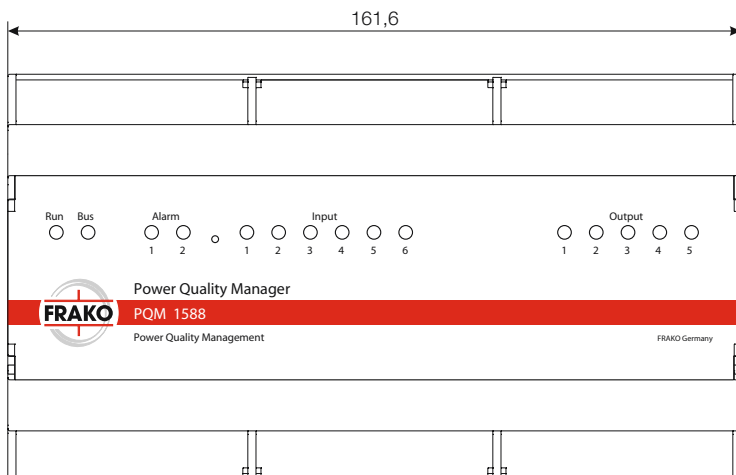 161,6
Run Bus Alarm Input Output
1 2 1 2 3 4 5 6 1 2 3 4 5
Power Quality Manager
FRAKO PQM 1588
Power Quality Management FRAKO Germany